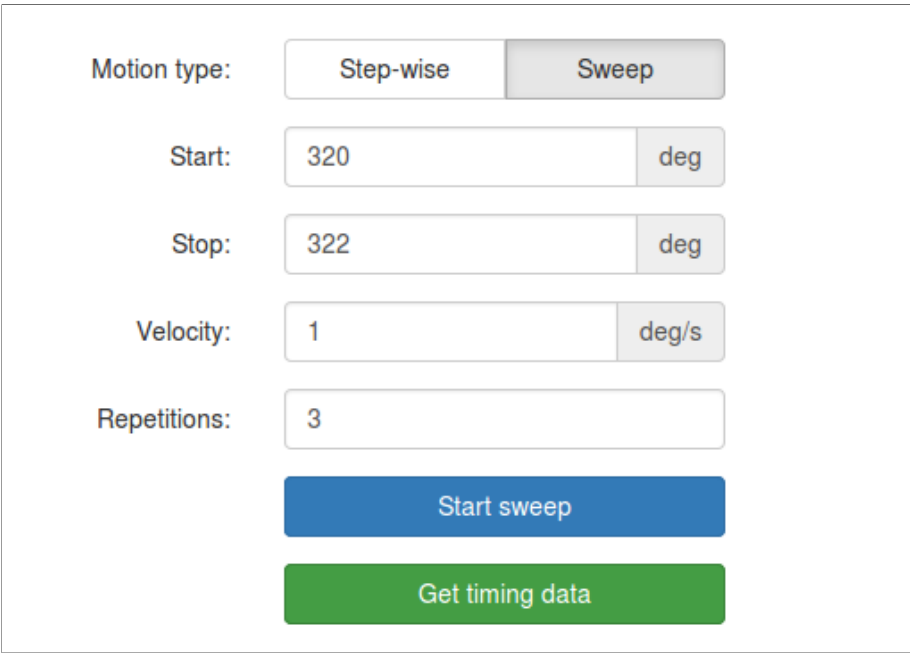 Motion type: Step-wise Sweep
Start: 320 deg
Stop: 322 deg
Velocity: 1 deg/s
Repetitions: 3
Start sweep
Get timing data